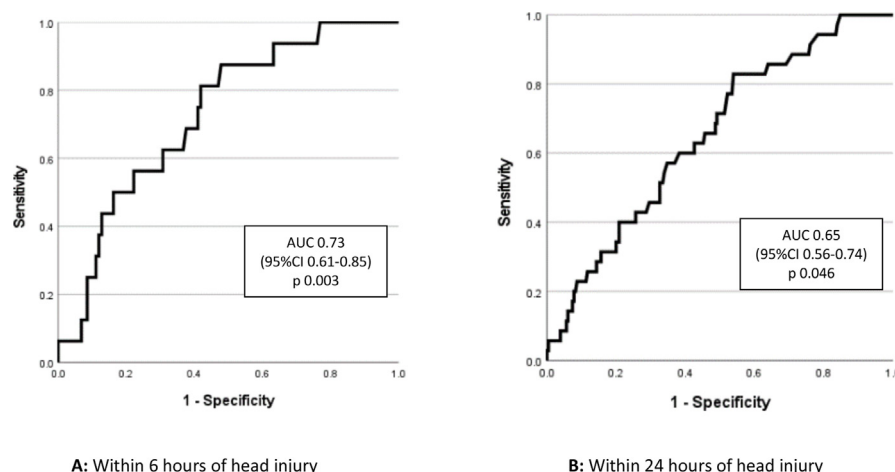 1.0
0.8
0.6
0.4
0.2
0.0
Sensitivity
0.0 0.2 0.4 0.6 0.8 1.0
1 - Specificity
AUC 0.73
(95%CI 0.61-0.85)
p 0.003
A: Within 6 hours of head injury
1.0
0.8
0.6
0.4
0.2
0.0
Sensitivity
0.0 0.2 0.4 0.6 0.8
1 - Specificity
AUC 0.65
(95%CI 0.56-0.74)
p 0.046
B: Within 24 hours of head injury